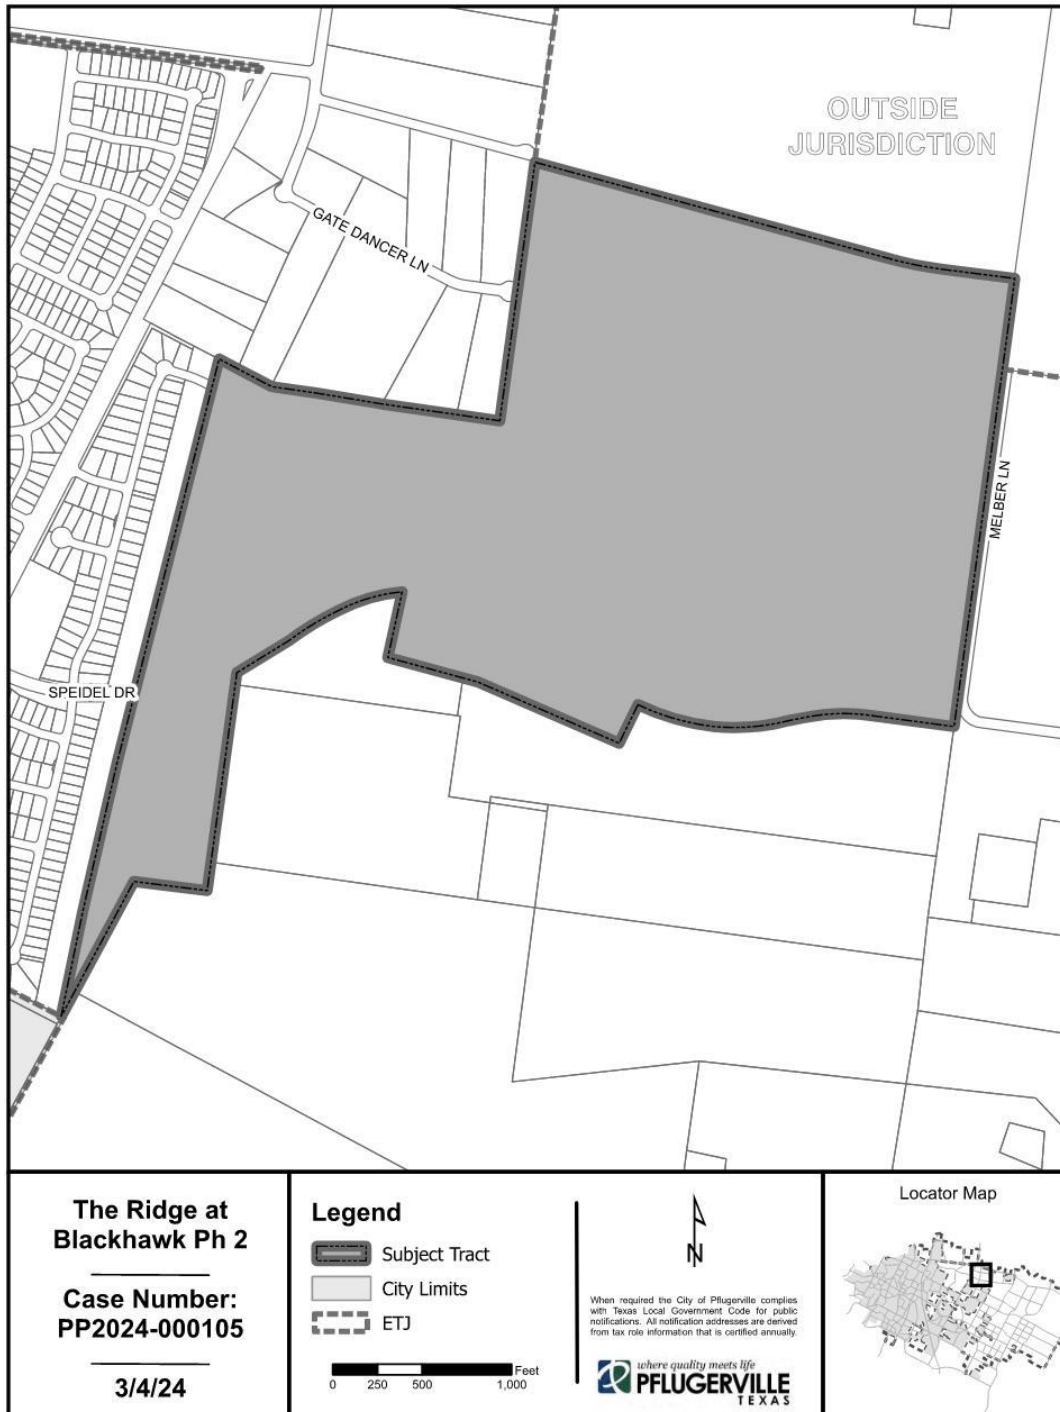 OUTSIDE
JURISDICTION
GATE DANCER LN
MELBER LN
SPEIDEL DR
The Ridge at
Blackhawk Ph 2
Case Number:
PP2024-000105
3/4/24
Legend
Subject Tract
City Limits
ETJ
Feet
0 250 500 1,000
N
When required the City of Pflugerville complies
with Texas Local Government Code for public
notifications. All notification addresses are derived
from tax role information that is certified annually.
where quality meets life
PFLUGERVILLE
TEXAS
Locator Map